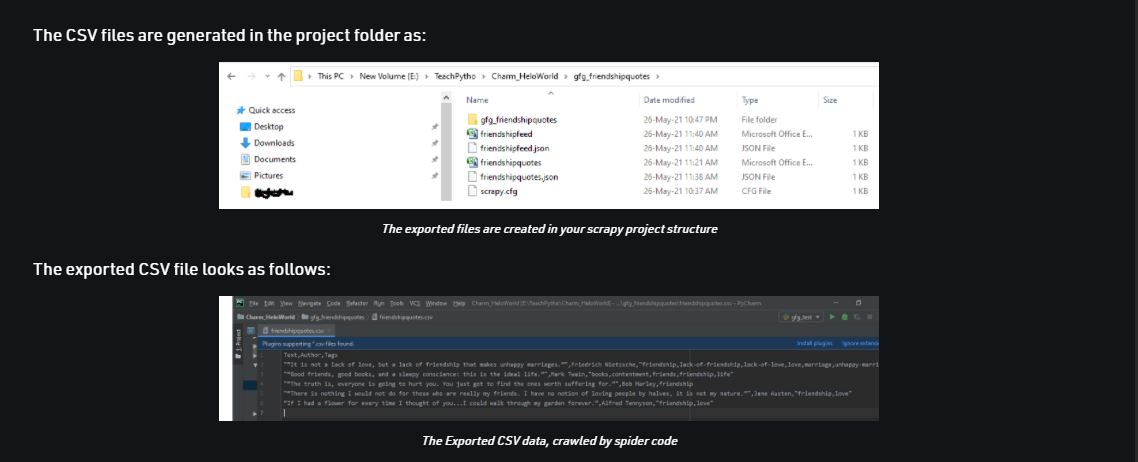 The CSV files are generated in the project folder as:
This PC > New Volume (E:) > TeachPytho > Charm_HeloWorld > gfg_friendshipquotes >
Name Date modified Type Size
Quick access
Desktop
Downloads
Documents
Pictures
gfg_friendshipquotes 26-May-21 10:47 PM File folder
friendshipfeed 26-May-21 11:40 AM Microsoft Office E... 1 KB
friendshipfeed.json 26-May-21 11:40 AM JSON File 1 KB
friendshipquotes 26-May-21 11:21 AM Microsoft Office E... 1 KB
friendshipquotes.json 26-May-21 11:38 AM JSON File 1 KB
scrapy.cfg 26-May-21 10:37 AM CFG File 1 KB
The exported files are created in your scrapy project structure
The exported CSV file looks as follows:
File Edit View Navigate Code Refactor Run Tools VCS Window Help Charm_HeloWorld [E:\TeachPytho\Charm_HeloWorld] - ...\gfg_friendshipquotes\friendshipquotes.csv - PyCharm
Charm_HeloWorld gfg_friendshipquotes friendshipquotes.csv gfg_test
friendshipquotes.csv
1: Project
Plugins supporting *.csv files found. Install plugins Ignore extensi
1 Text,Author,Tags
"“It is not a lack of love, but a lack of friendship that makes unhappy marriages.”",Friedrich Nietzsche,"friendship,lack-of-friendship,lack-of-love,love,marriage,unhappy-marri
"“Good friends, good books, and a sleepy conscience: this is the ideal life.”",Mark Twain,"books,contentment,friends,friendship,life"
"“The truth is, everyone is going to hurt you. You just got to find the ones worth suffering for.”",Bob Marley,friendship
"“There is nothing I would not do for those who are really my friends. I have no notion of loving people by halves, it is not my nature.”",Jane Austen,"friendship,love"
"“If I had a flower for every time I thought of you...I could walk through my garden forever.”,Alfred Tennyson,"friendship,love"
7
The Exported CSV data, crawled by spider code